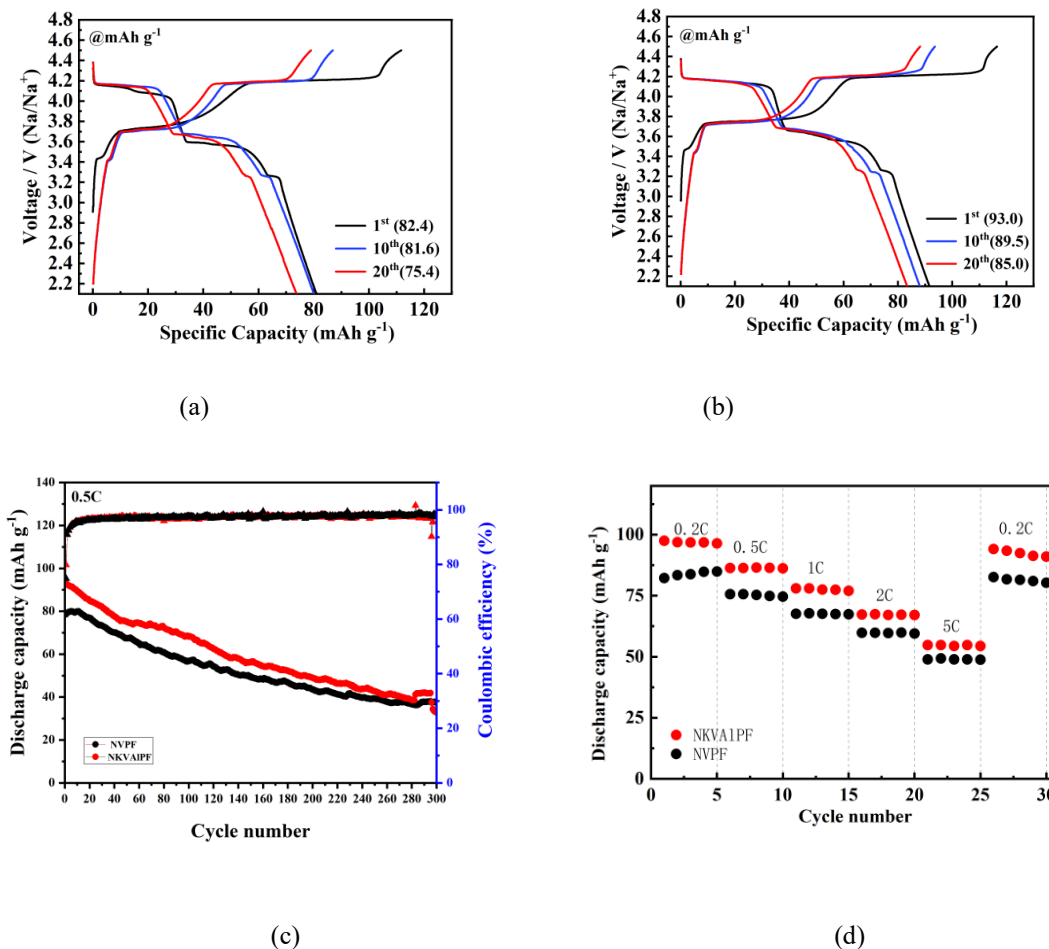 @mAh g⁻¹
4.8
4.6
4.4
4.2
4.0
3.8
3.6
3.4
3.2
3.0
2.8
2.6
2.4
2.2
Voltage / V (Na/Na⁺)
1ˢᵗ (82.4)
10ᵗʰ(81.6)
20ᵗʰ(75.4)
0 20 40 60 80 100 120
Specific Capacity (mAh g⁻¹)
(a)
@mAh g⁻¹
4.8
4.6
4.4
4.2
4.0
3.8
3.6
3.4
3.2
3.0
2.8
2.6
2.4
2.2
Voltage / V (Na/Na⁺)
1ˢᵗ (93.0)
10ᵗʰ(89.5)
20ᵗʰ(85.0)
0 20 40 60 80 100 120
Specific Capacity (mAh g⁻¹)
(b)
0.5C
140
120
100
80
60
40
20
0
Discharge capacity (mAh g⁻¹)
100
80
60
40
20
0
Coulombic efficiency (%)
NVPF
NKVAlPF
0 20 40 60 80 100 120 140 160 180 200 220 240 260 280 300
Cycle number
(c)
100
75
50
25
0
Discharge capacity (mAh g⁻¹)
0.2C
0.5C
1C
2C
5C
0.2C
NKVAlPF
NVPF
0 5 10 15 20 25 30
Cycle number
(d)